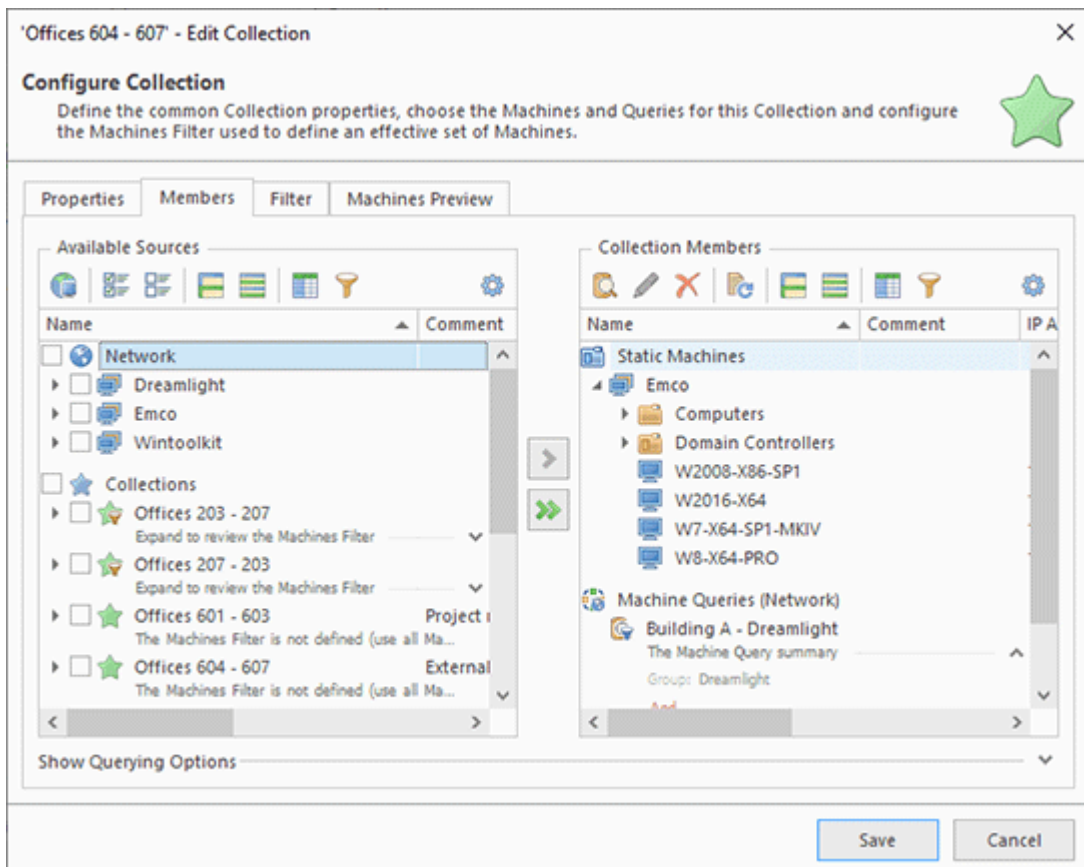 'Offices 604 - 607' - Edit Collection
Configure Collection
Define the common Collection properties, choose the Machines and Queries for this Collection and configure
the Machines Filter used to define an effective set of Machines.
Properties Members Filter Machines Preview
Available Sources
Name Comment
Network
Dreamlight
Emco
Wintoolkit
Collections
Offices 203 - 207
Expand to review the Machines Filter
Offices 207 - 203
Expand to review the Machines Filter
Offices 601 - 603 Project
The Machines Filter is not defined (use all Ma...
Offices 604 - 607 External
The Machines Filter is not defined (use all Ma...
Collection Members
Name Comment IP A
Static Machines
Emco
Computers
Domain Controllers
W2008-X86-SP1
W2016-X64
W7-X64-SP1-MKIV
W8-X64-PRO
Machine Queries (Network)
Building A - Dreamlight
The Machine Query summary
Group: Dreamlight
And
Show Querying Options
Save Cancel